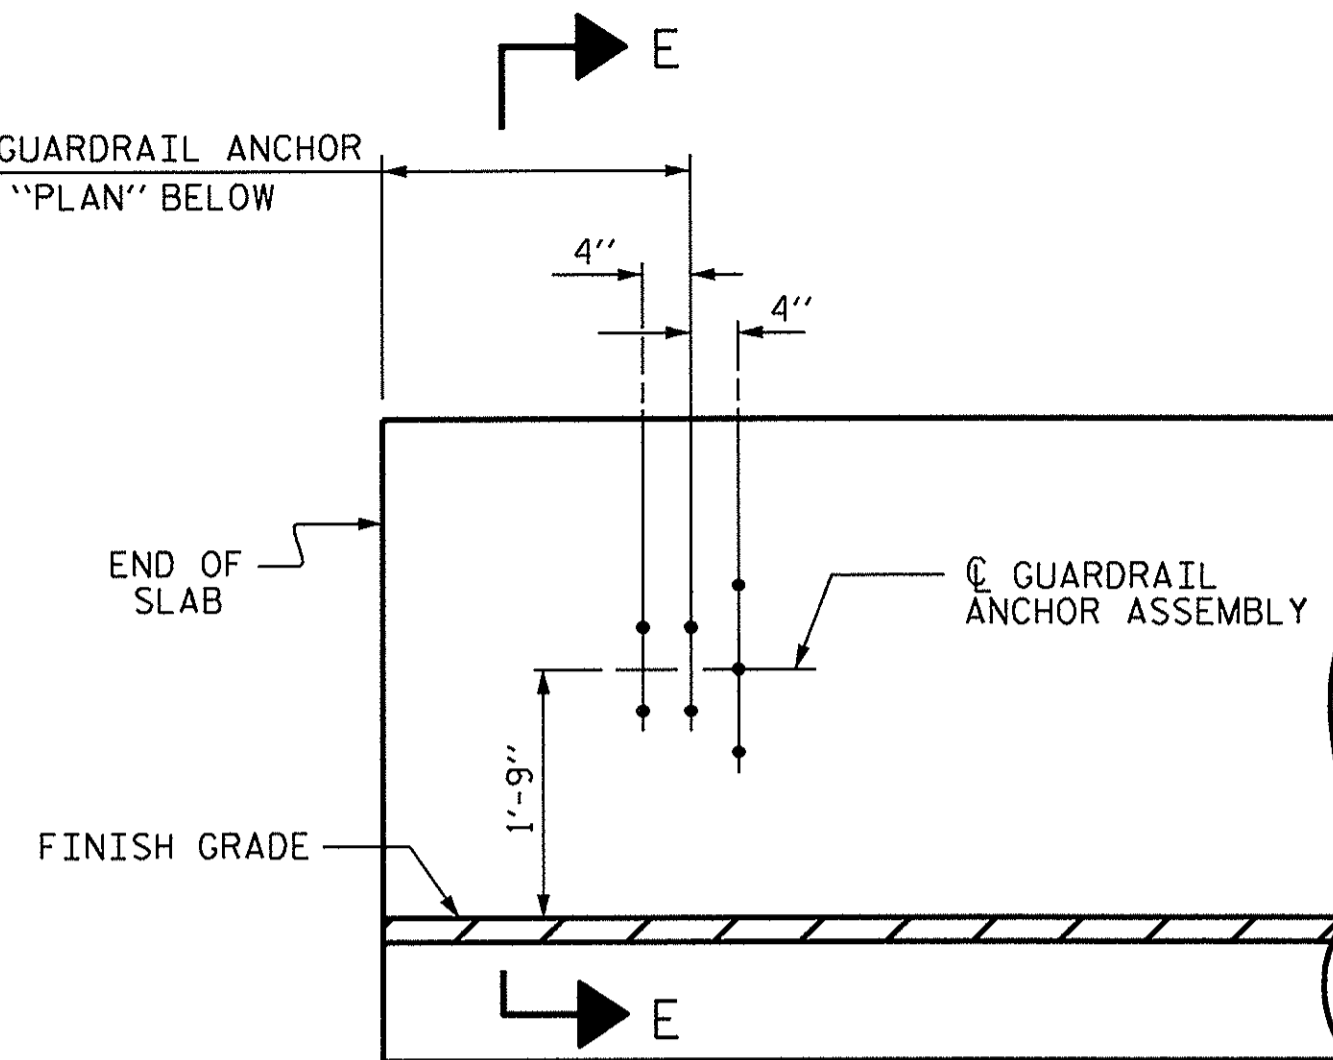 E
GUARDRAIL ANCHOR
"PLAN" BELOW
4"
4"
END OF
SLAB
℄ GUARDRAIL
ANCHOR ASSEMBLY
1'-9"
FINISH GRADE
E